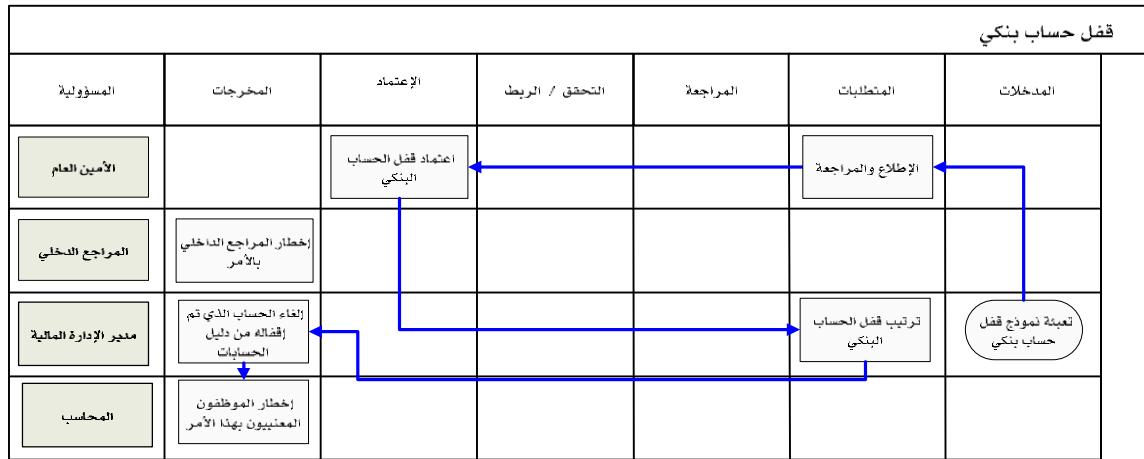 قفل حساب بنكي
المدخلات
المتطلبات
المراجعة
التحقق / الربط
الإعتماد
المخرجات
المسؤولية
الإطلاع والمراجعة
اعتماد قفل الحساب
البنكي
الأمين العام
إخطار المراجع الداخلي
بالأمر
المراجع الدخلي
تعبئة نموذج قفل
حساب بنكي
ترتيب قفل الحساب
البنكي
إلغاء الحساب الذي تم
إقفاله من دليل
الحسابات
مدير الإدارة المالية
إخطار الموظفون
المعنييون بهذا الأمر
المحاسب